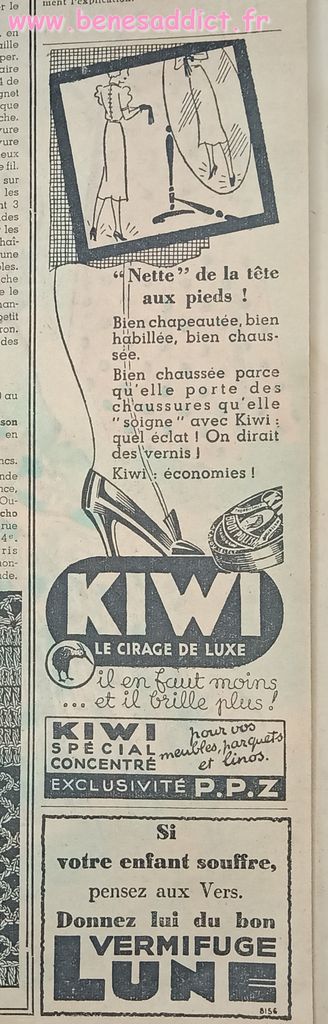 www.benesaddict.fr
"Nette" de la tête
aux pieds !
Bien chapeautée, bien
habillée, bien chaus-
sée.
Bien chaussée parce
qu'elle porte des
chaussures qu'elle
"soigne" avec Kiwi :
quel éclat ! On dirait
des vernis !
Kiwi : économies !
KIWI
LE CIRAGE DE LUXE
il en faut moins
... et il brille plus !
KIWI
SPÉCIAL
CONCENTRÉ
pour vos
meubles, parquets
et linos.
EXCLUSIVITÉ P.P.Z
Si
votre enfant souffre,
pensez aux Vers.
Donnez lui du bon
VERMIFUGE
LUNE
8156